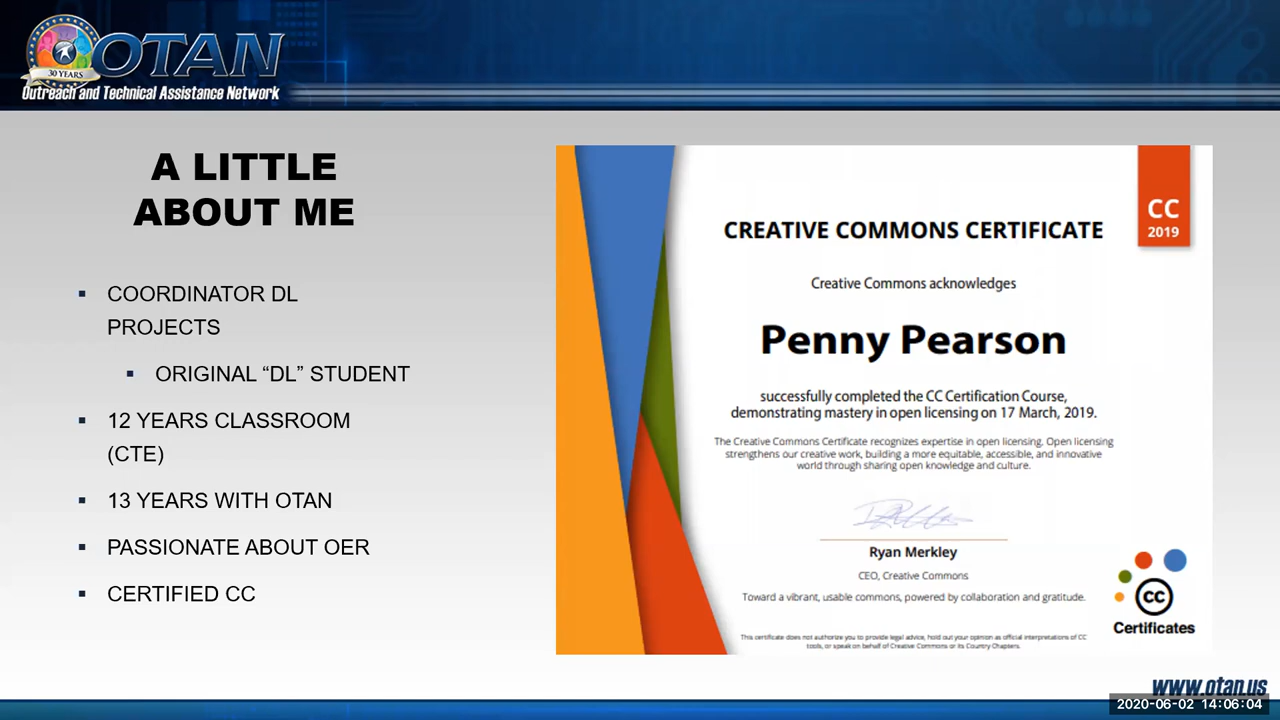 30 YEARS
OTAN
Outreach and Technical Assistance Network
A LITTLE
ABOUT ME
▪ COORDINATOR DL
PROJECTS
▪ ORIGINAL “DL” STUDENT
▪ 12 YEARS CLASSROOM
(CTE)
▪ 13 YEARS WITH OTAN
▪ PASSIONATE ABOUT OER
▪ CERTIFIED CC
CC
2019
CREATIVE COMMONS CERTIFICATE
Creative Commons acknowledges
Penny Pearson
successfully completed the CC Certification Course,
demonstrating mastery in open licensing on 17 March, 2019.
The Creative Commons Certificate recognizes expertise in open licensing. Open licensing
strengthens our creative work, building a more equitable, accessible, and innovative
world through sharing open knowledge and culture.
Ryan Merkley
CEO, Creative Commons
Toward a vibrant, usable commons, powered by collaboration and gratitude.
CC
Certificates
This certificate does not authorize you to provide legal advice, hold out your opinion as official interpretations of CC
tools, or speak on behalf of Creative Commons or its Country Chapters.
www.otan.us
2020-06-02 14:06:04